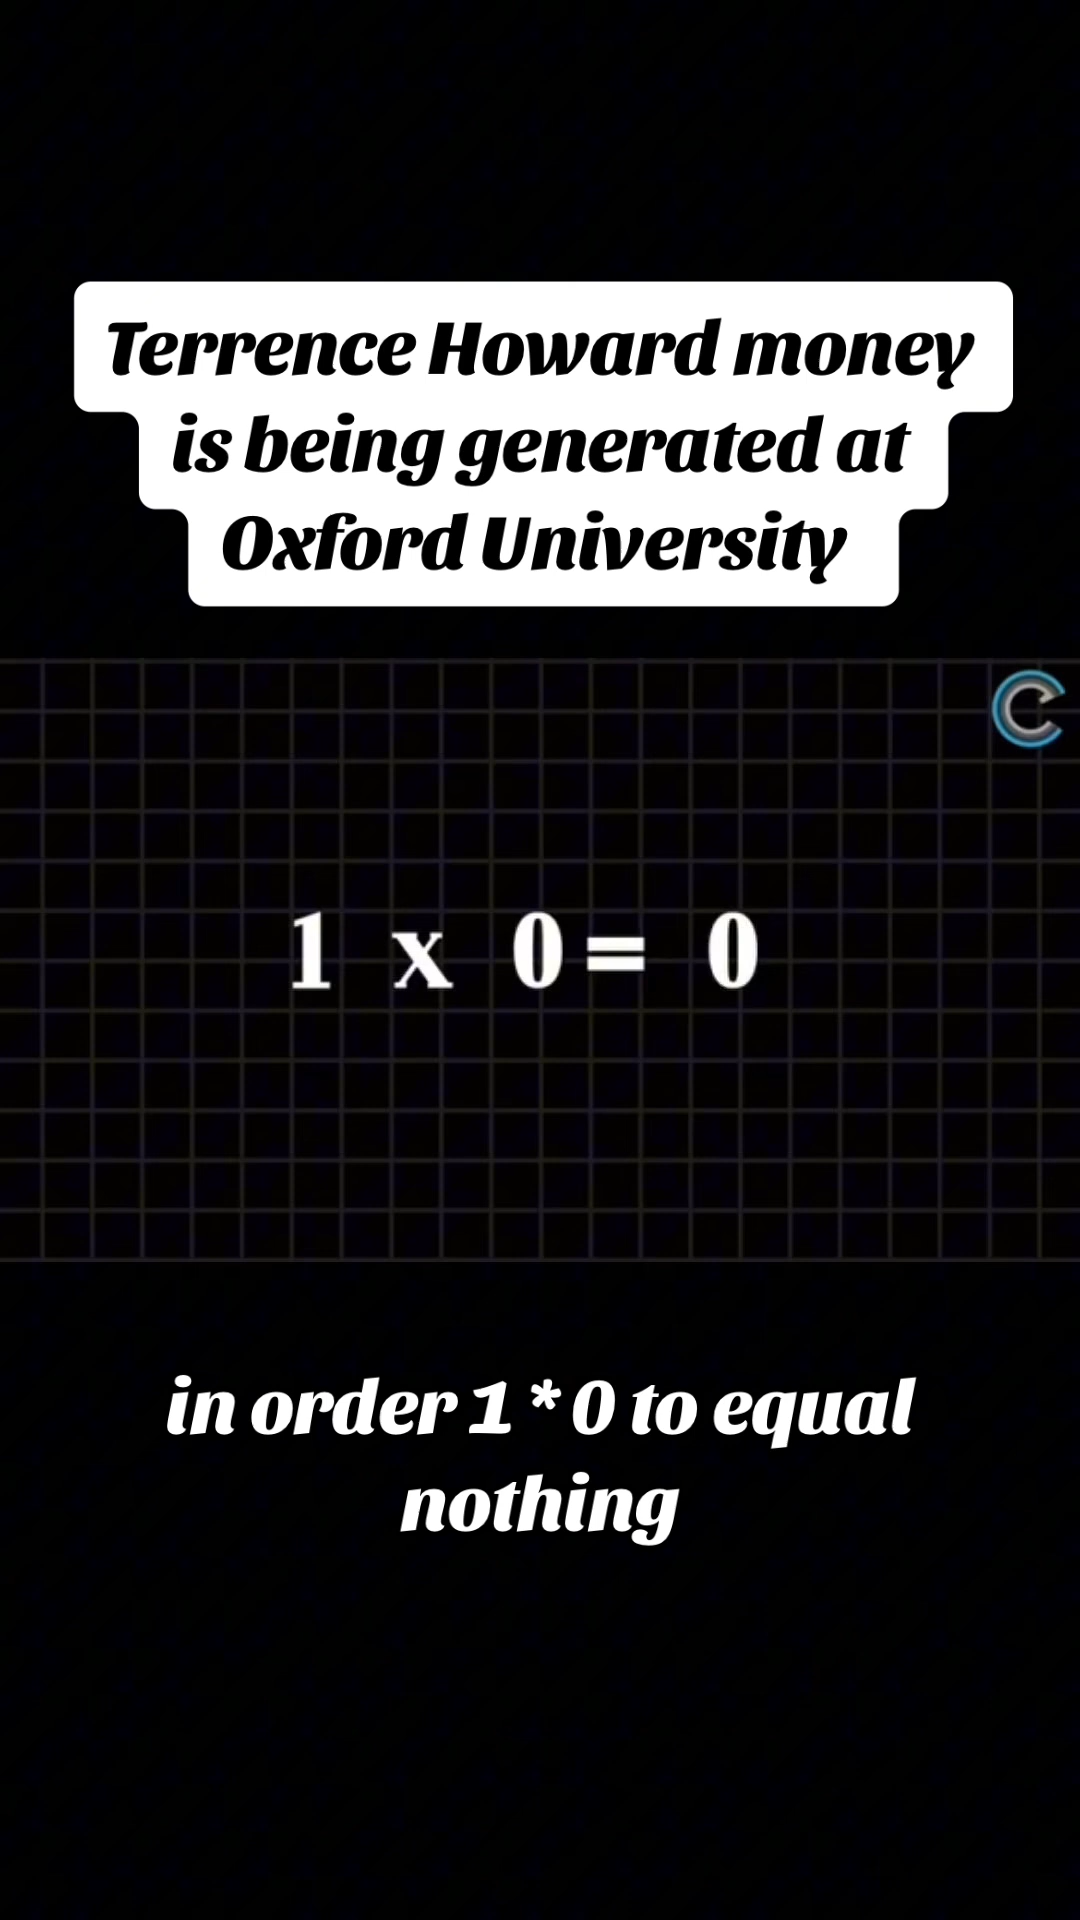 Terrence Howard money
is being generated at
Oxford University
1 x 0 = 0
in order 1 * 0 to equal
nothing